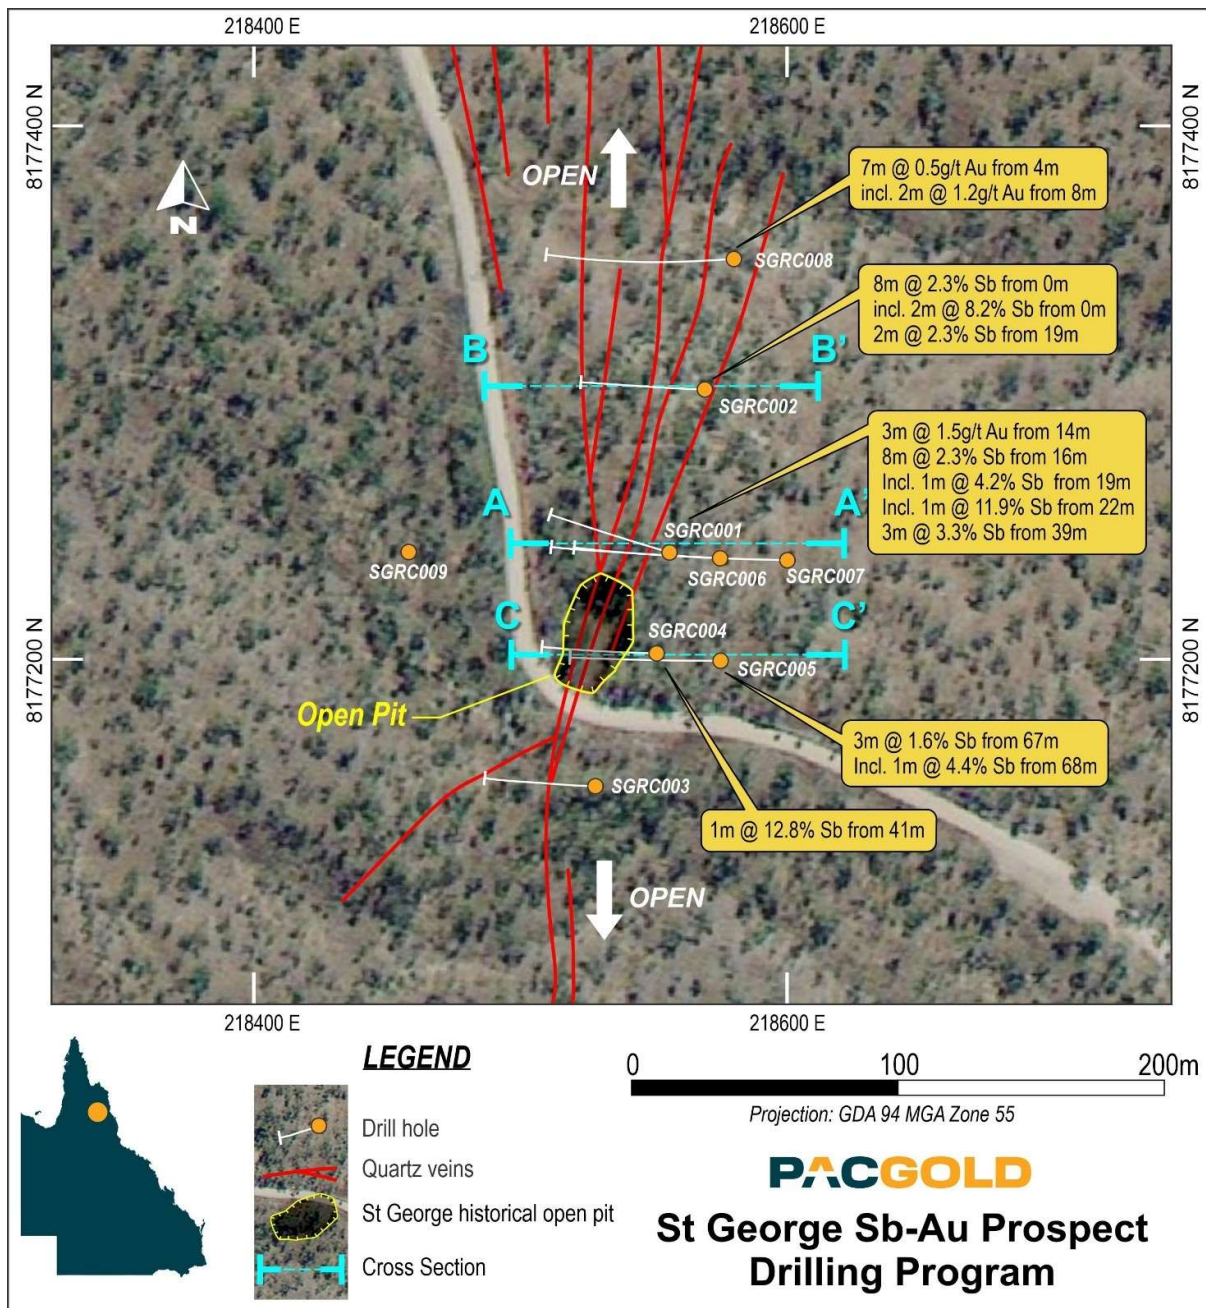 218400 E
218600 E
8177400 N
8177400 N
OPEN
N
7m @ 0.5g/t Au from 4m
incl. 2m @ 1.2g/t Au from 8m
SGRC008
8m @ 2.3% Sb from 0m
incl. 2m @ 8.2% Sb from 0m
2m @ 2.3% Sb from 19m
B
B'
SGRC002
3m @ 1.5g/t Au from 14m
8m @ 2.3% Sb from 16m
Incl. 1m @ 4.2% Sb from 19m
Incl. 1m @ 11.9% Sb from 22m
3m @ 3.3% Sb from 39m
A
A'
SGRC001
SGRC009
SGRC006
SGRC007
C
C'
SGRC004
SGRC005
8177200 N
8177200 N
Open Pit
3m @ 1.6% Sb from 67m
Incl. 1m @ 4.4% Sb from 68m
SGRC003
1m @ 12.8% Sb from 41m
OPEN
218400 E
218600 E
LEGEND
Drill hole
Quartz veins
St George historical open pit
Cross Section
0
100
200m
Projection: GDA 94 MGA Zone 55
PACGOLD
St George Sb-Au Prospect
Drilling Program